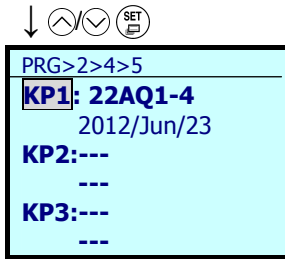 SET
PRG>2>4>5
KP1: 22AQ1-4
2012/Jun/23
KP2:---
---
KP3:---
---